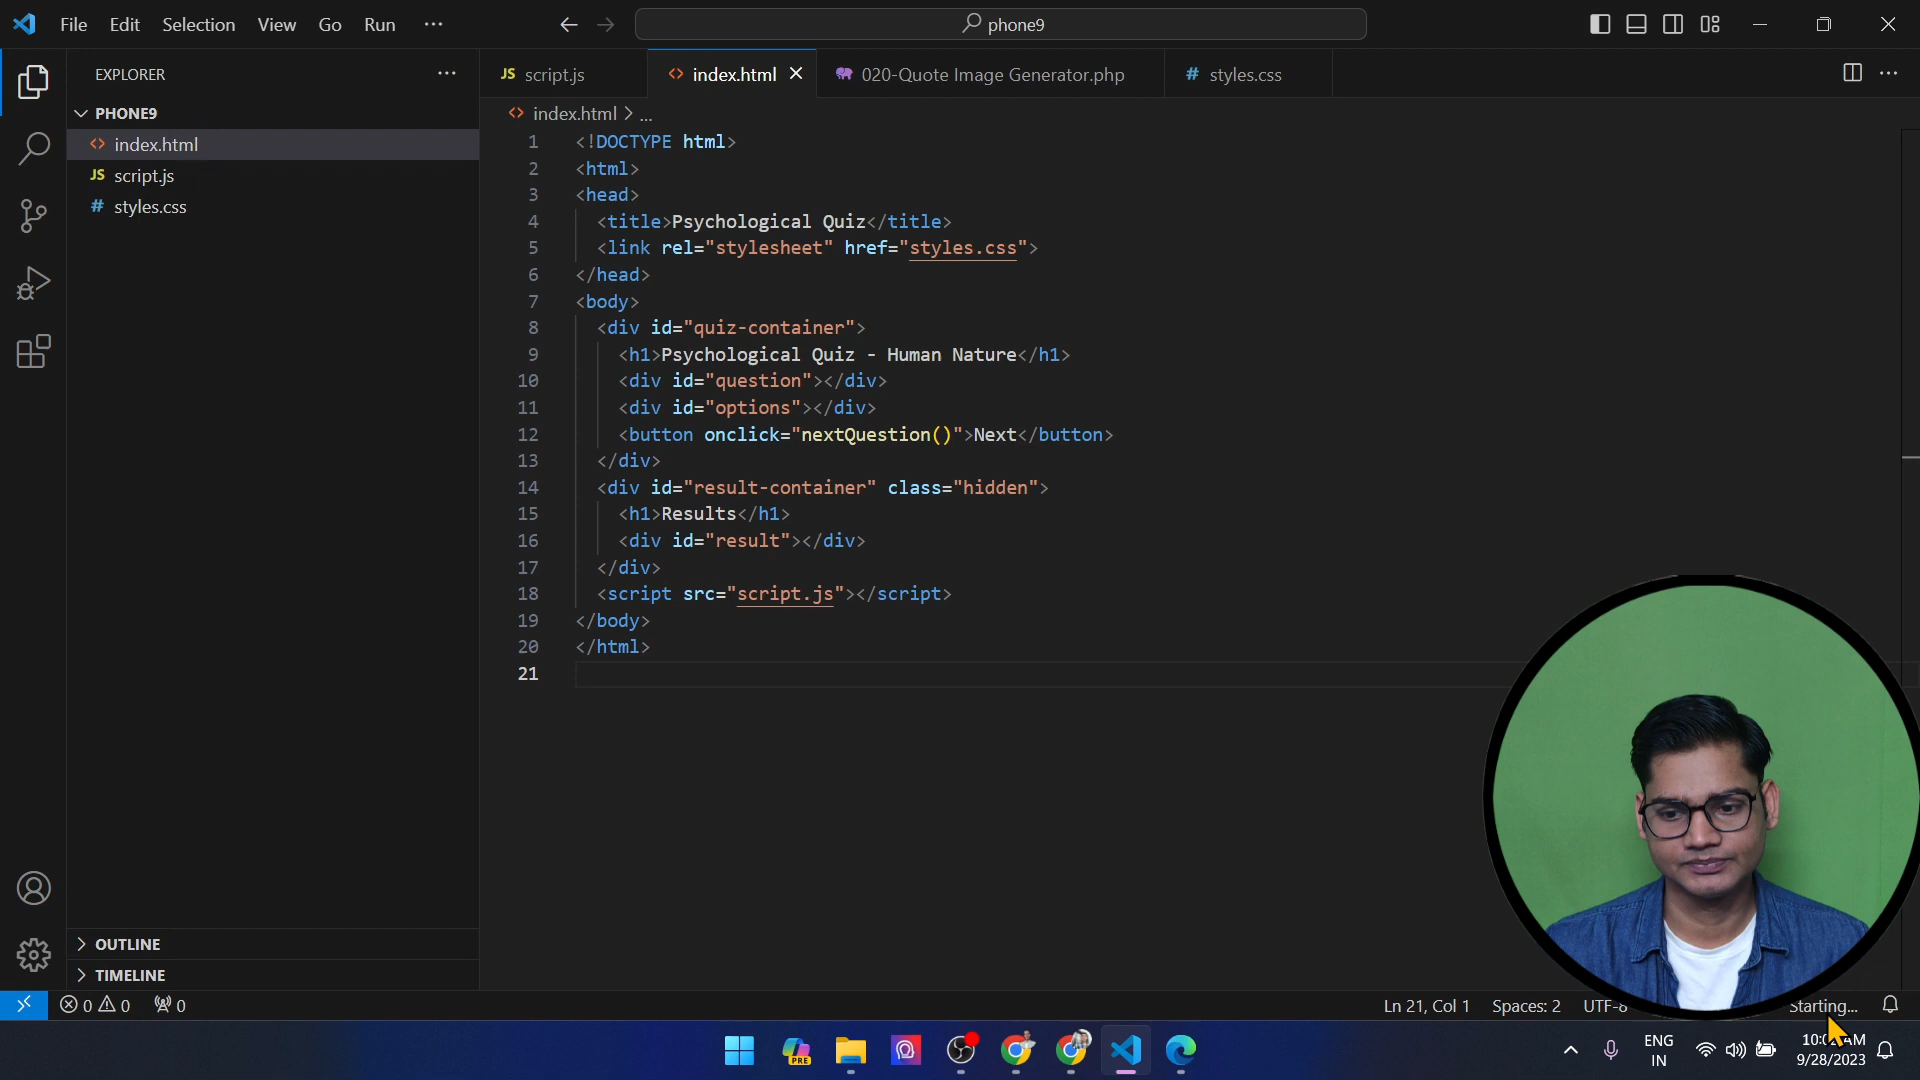 File Edit Selection View Go Run ... phone9
EXPLORER ...
JS script.js <> index.html 020-Quote Image Generator.php # styles.css ...
PHONE9
<> index.html
JS script.js
# styles.css
<> index.html > ...
1 <!DOCTYPE html>
2 <html>
3 <head>
4 <title>Psychological Quiz</title>
5 <link rel="stylesheet" href="styles.css">
6 </head>
7 <body>
8 <div id="quiz-container">
9 <h1>Psychological Quiz - Human Nature</h1>
10 <div id="question"></div>
11 <div id="options"></div>
12 <button onclick="nextQuestion()">Next</button>
13 </div>
14 <div id="result-container" class="hidden">
15 <h1>Results</h1>
16 <div id="result"></div>
17 </div>
18 <script src="script.js"></script>
19 </body>
20 </html>
21
OUTLINE
TIMELINE
0 0 0 Ln 21, Col 1 Spaces: 2 UTF-8 Starting...
PRE
ENG
IN
9/28/2023